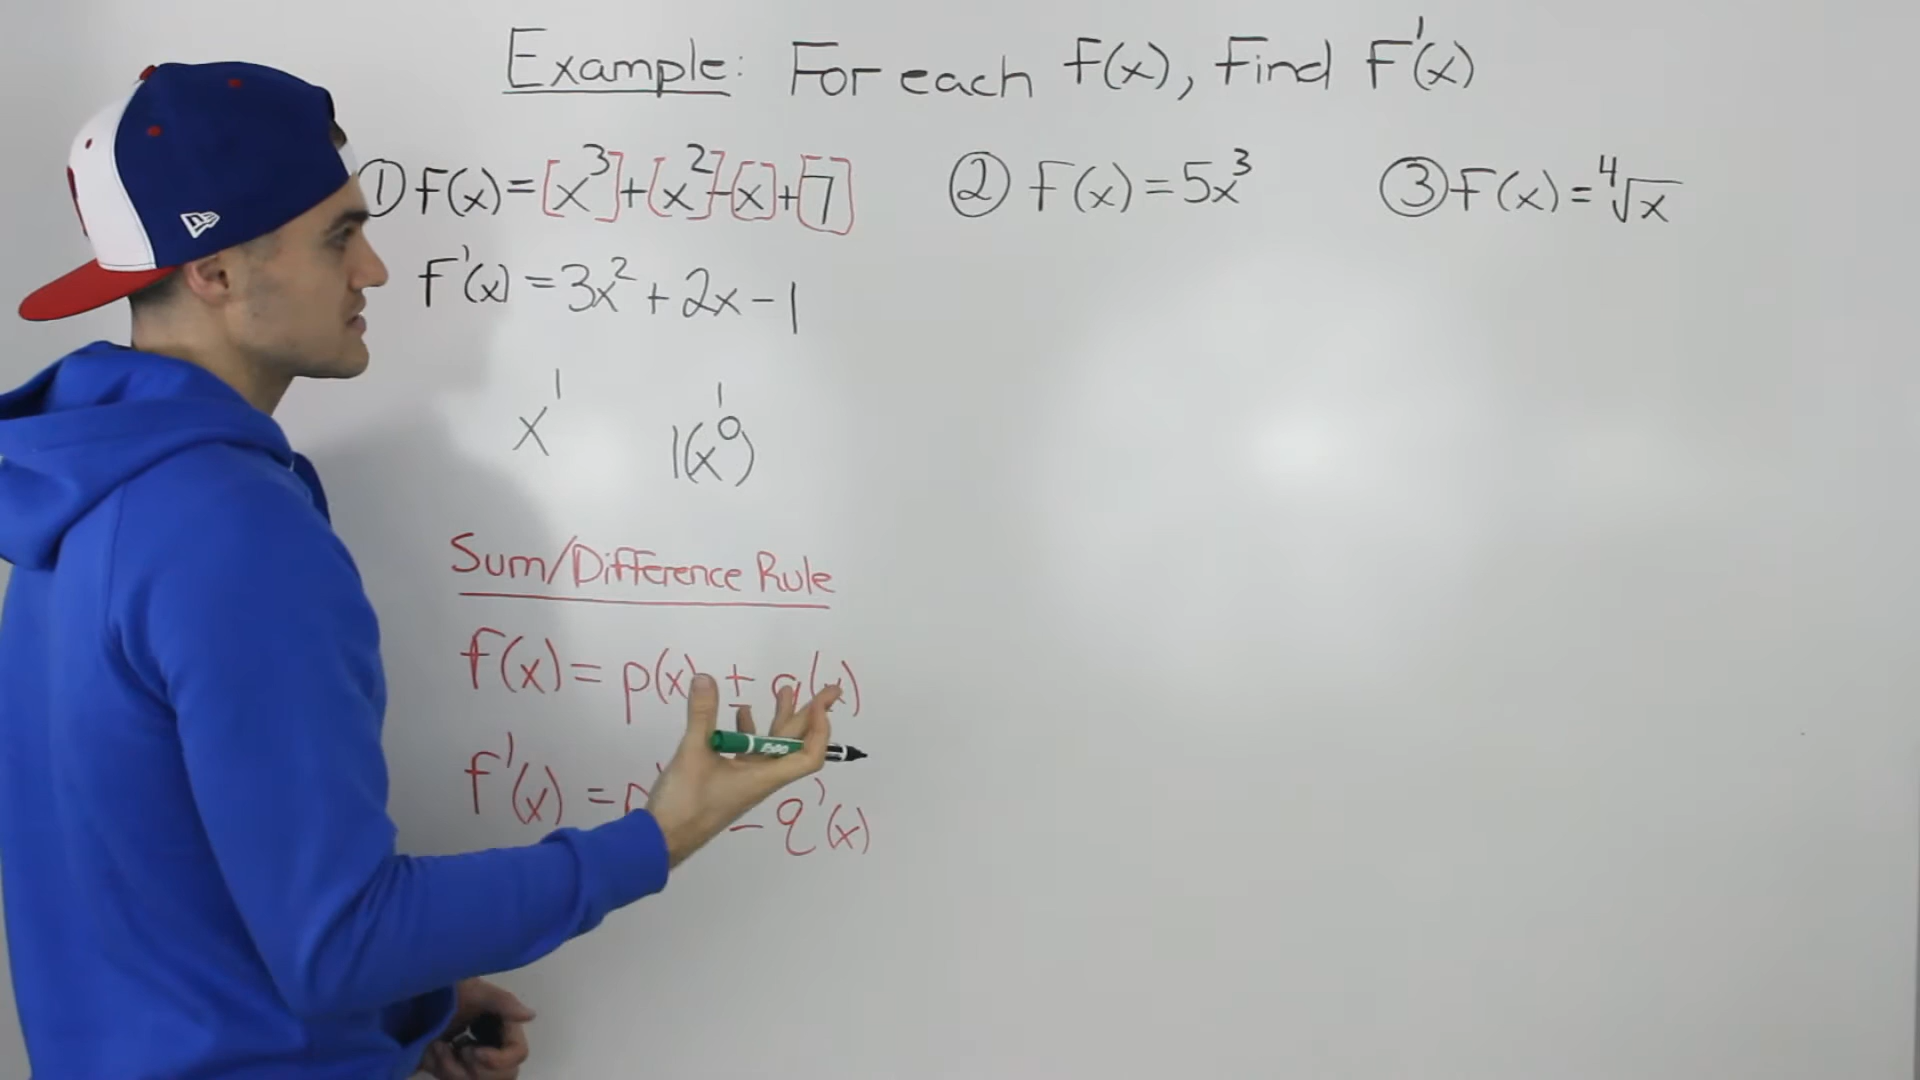 Example: For each f(x), Find F'(x)
① F(x)=[x³]+[x²]-[x]+[7]
② F(x)=5x³
③ F(x)=⁴√x
F'(x)=3x²+2x-1
x¹ 1(x⁰)
Sum/Difference Rule
f(x)=p(x)±q(x)
f'(x)= - q'(x)
EXPO